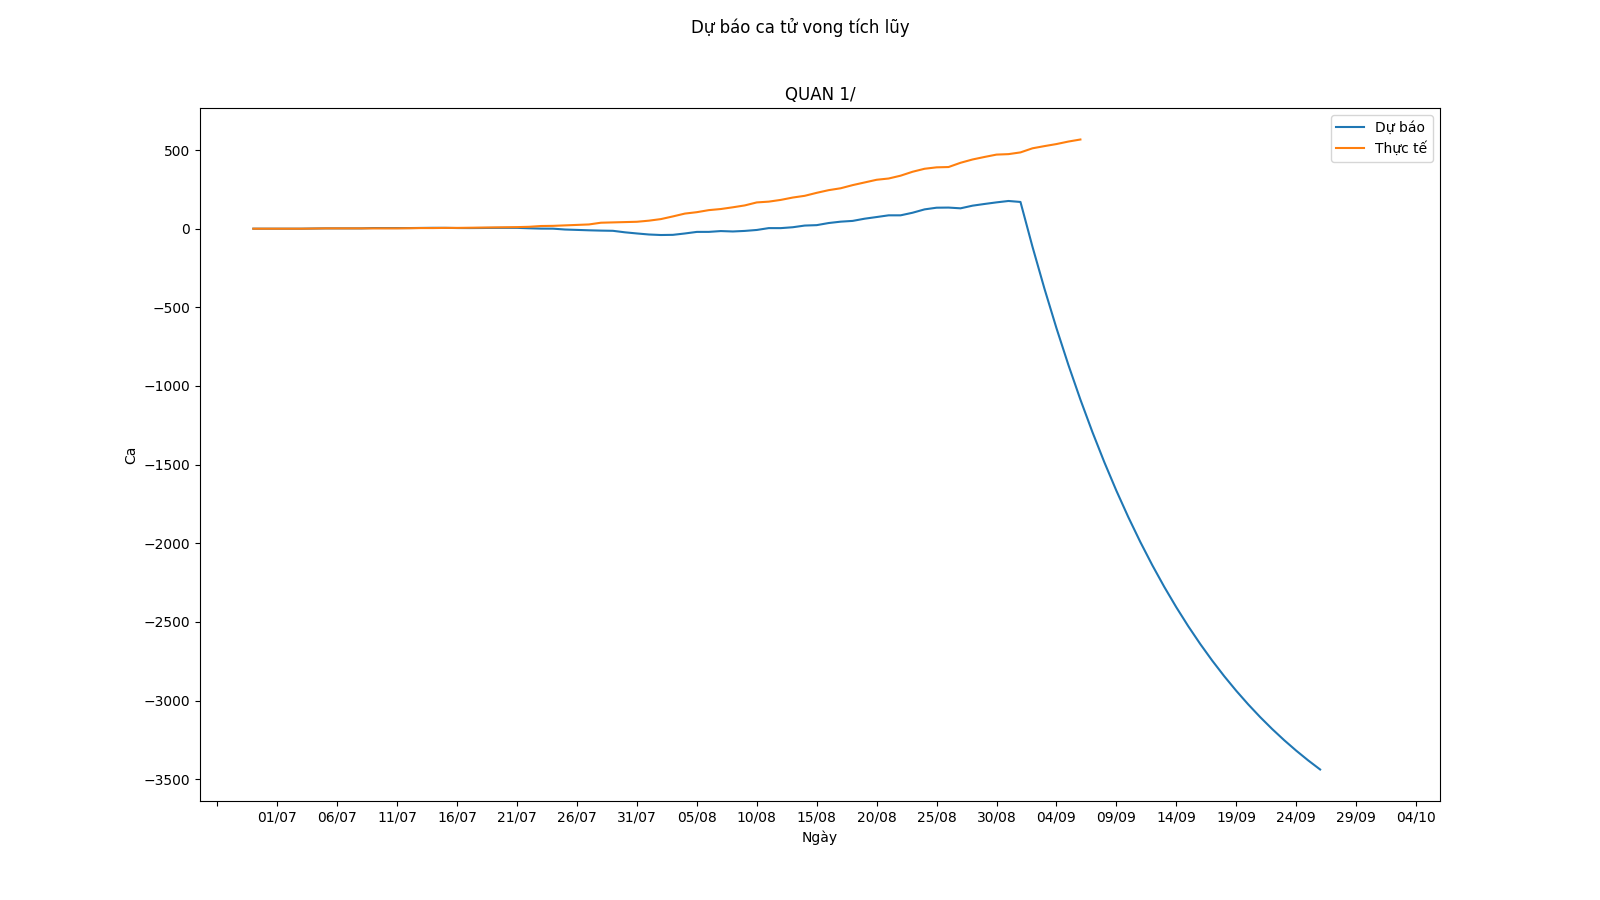 Dự báo ca tử vong tích lũy
QUAN 1/
Dự báo
Thực tế
500
0
−500
−1000
−1500
−2000
−2500
−3000
−3500
Ca
01/07 06/07 11/07 16/07 21/07 26/07 31/07 05/08 10/08 15/08 20/08 25/08 30/08 04/09 09/09 14/09 19/09 24/09 29/09 04/10
Ngày